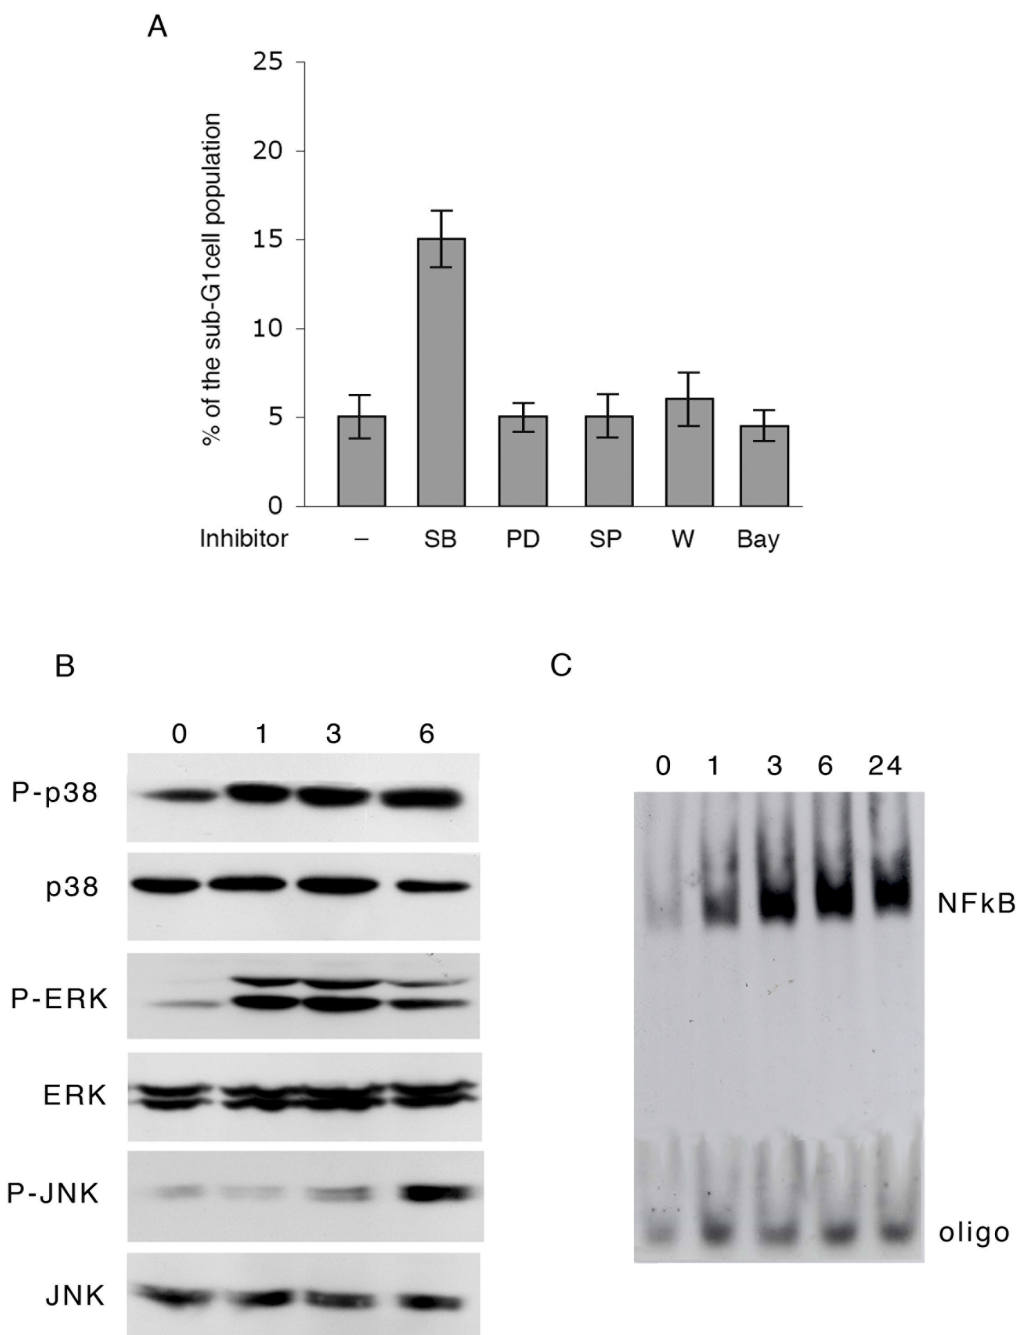 A
25
20
15
10
5
0
% of the sub-G1cell population
Inhibitor – SB PD SP W Bay
B
0 1 3 6
P-p38
p38
P-ERK
ERK
P-JNK
JNK
C
0 1 3 6 24
NFkB
oligo